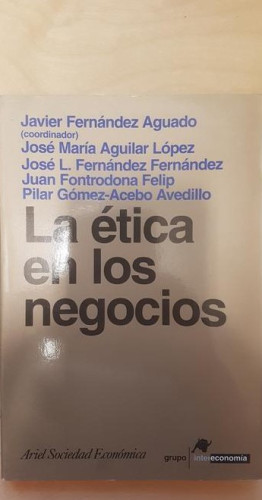 Javier Fernández Aguado
(coordinador)
José María Aguilar López
José L. Fernández Fernández
Juan Fontrodona Felip
Pilar Gómez-Acebo Avedillo
La ética
en los
negocios
Ariel Sociedad Económica
grupo intereconomía